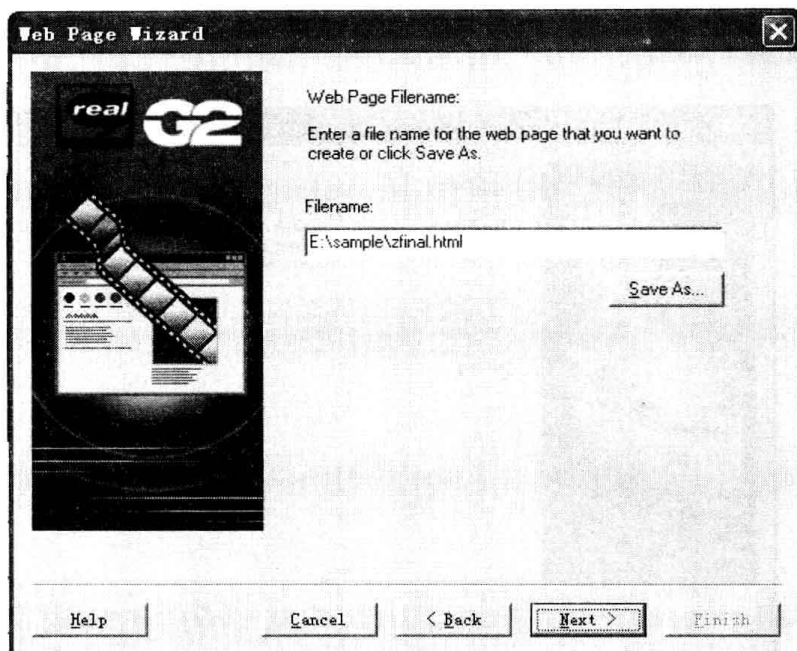 Web Page Wizard
real G2
Web Page Filename:
Enter a file name for the web page that you want to
create or click Save As.
Filename:
E:\sample\zfinal.html
Save As...
Help
Cancel
< Back
Next >
Finish